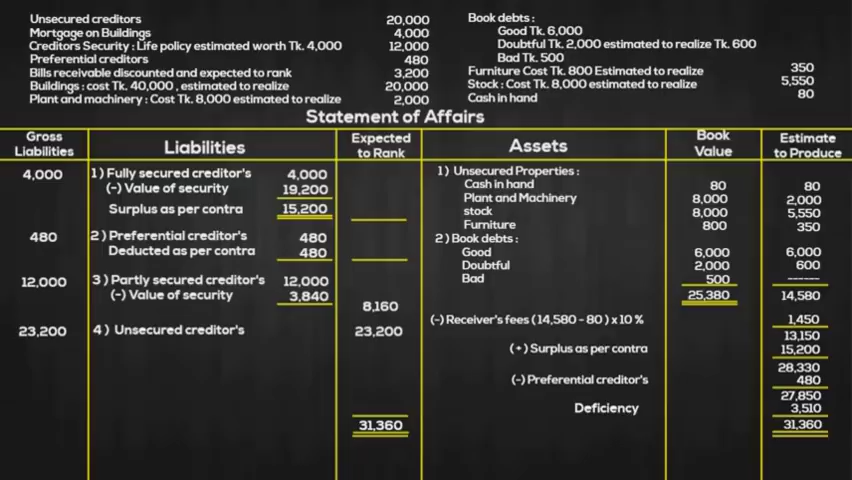 Unsecured creditors 20,000
Mortgage on Buildings 4,000
Creditors Security : Life policy estimated worth Tk. 4,000 12,000
Preferential creditors 480
Bills receivable discounted and expected to rank 3,200
Buildings : cost Tk. 40,000 , estimated to realize 20,000
Plant and machinery : Cost Tk. 8,000 estimated to realize 2,000
Book debts :
Good Tk. 6,000
Doubtful Tk. 2,000 estimated to realize Tk. 600
Bad Tk. 500
Furniture Cost Tk. 800 Estimated to realize 350
Stock : Cost Tk. 8,000 estimated to realize 5,550
Cash in hand 80
Statement of Affairs
Gross Liabilities
Liabilities
Expected to Rank
Assets
Book Value
Estimate to Produce
4,000 1 ) Fully secured creditor's 4,000
(-) Value of security 19,200
Surplus as per contra 15,200
480 2 ) Preferential creditor's 480
Deducted as per contra 480
12,000 3 ) Partly secured creditor's 12,000
(-) Value of security 3,840
8,160
23,200 4 ) Unsecured creditor's 23,200
31,360
1 ) Unsecured Properties :
Cash in hand 80 80
Plant and Machinery 8,000 2,000
stock 8,000 5,550
Furniture 800 350
2 ) Book debts :
Good 6,000 6,000
Doubtful 2,000 600
Bad 500 ------
25,380 14,580
(-) Receiver's fees (14,580 - 80 ) x 10 % 1,450
13,150
(+) Surplus as per contra 15,200
28,330
(-) Preferential creditor's 480
27,850
Deficiency 3,510
31,360